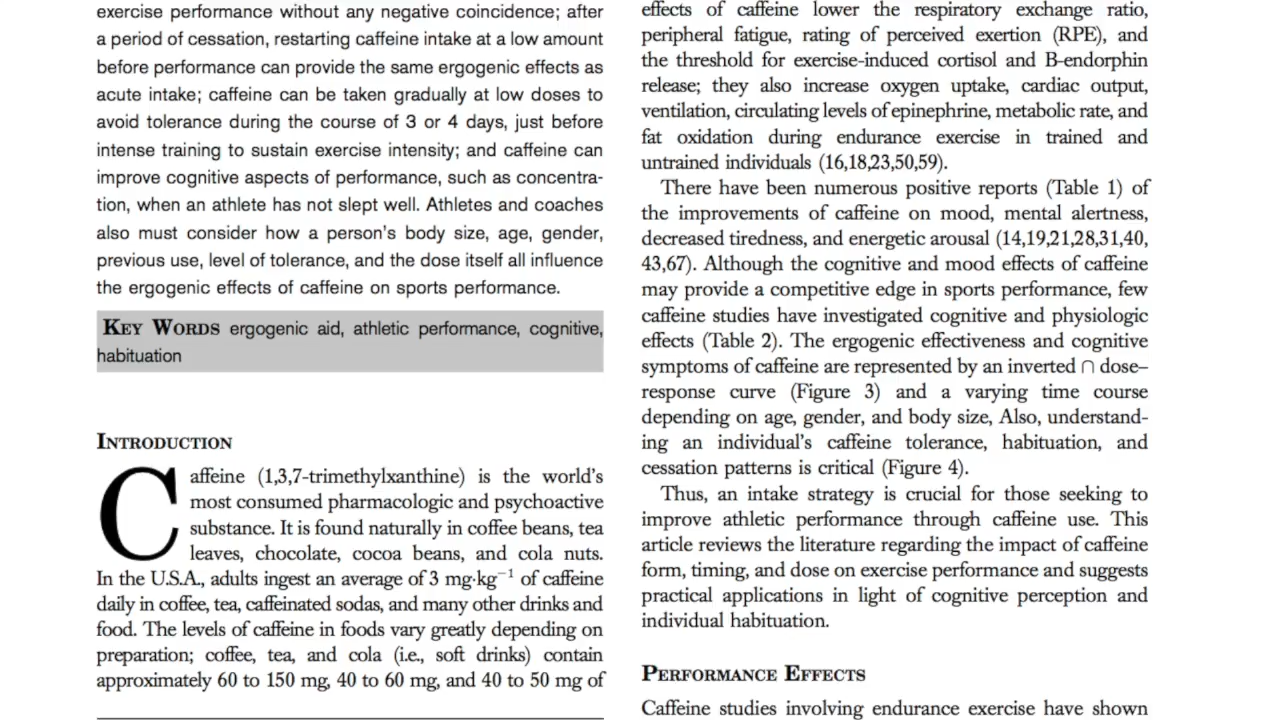 exercise performance without any negative coincidence; after
a period of cessation, restarting caffeine intake at a low amount
before performance can provide the same ergogenic effects as
acute intake; caffeine can be taken gradually at low doses to
avoid tolerance during the course of 3 or 4 days, just before
intense training to sustain exercise intensity; and caffeine can
improve cognitive aspects of performance, such as concentra-
tion, when an athlete has not slept well. Athletes and coaches
also must consider how a person's body size, age, gender,
previous use, level of tolerance, and the dose itself all influence
the ergogenic effects of caffeine on sports performance.
KEY WORDS ergogenic aid, athletic performance, cognitive,
habituation
INTRODUCTION
Caffeine (1,3,7-trimethylxanthine) is the world's
most consumed pharmacologic and psychoactive
substance. It is found naturally in coffee beans, tea
leaves, chocolate, cocoa beans, and cola nuts.
In the U.S.A., adults ingest an average of 3 mg·kg⁻¹ of caffeine
daily in coffee, tea, caffeinated sodas, and many other drinks and
food. The levels of caffeine in foods vary greatly depending on
preparation; coffee, tea, and cola (i.e., soft drinks) contain
approximately 60 to 150 mg, 40 to 60 mg, and 40 to 50 mg of
effects of caffeine lower the respiratory exchange ratio,
peripheral fatigue, rating of perceived exertion (RPE), and
the threshold for exercise-induced cortisol and B-endorphin
release; they also increase oxygen uptake, cardiac output,
ventilation, circulating levels of epinephrine, metabolic rate, and
fat oxidation during endurance exercise in trained and
untrained individuals (16,18,23,50,59).
There have been numerous positive reports (Table 1) of
the improvements of caffeine on mood, mental alertness,
decreased tiredness, and energetic arousal (14,19,21,28,31,40,
43,67). Although the cognitive and mood effects of caffeine
may provide a competitive edge in sports performance, few
caffeine studies have investigated cognitive and physiologic
effects (Table 2). The ergogenic effectiveness and cognitive
symptoms of caffeine are represented by an inverted ∩ dose–
response curve (Figure 3) and a varying time course
depending on age, gender, and body size, Also, understand-
ing an individual's caffeine tolerance, habituation, and
cessation patterns is critical (Figure 4).
Thus, an intake strategy is crucial for those seeking to
improve athletic performance through caffeine use. This
article reviews the literature regarding the impact of caffeine
form, timing, and dose on exercise performance and suggests
practical applications in light of cognitive perception and
individual habituation.
PERFORMANCE EFFECTS
Caffeine studies involving endurance exercise have shown